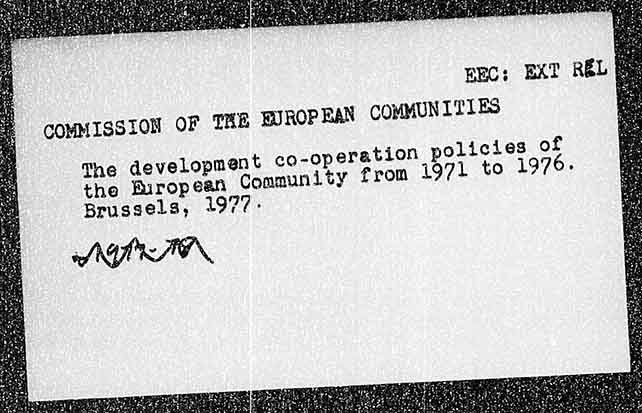 EEC: EXT REL
COMMISSION OF THE EUROPEAN COMMUNITIES
The development co-operation policies of
the European Community from 1971 to 1976.
Brussels, 1977.